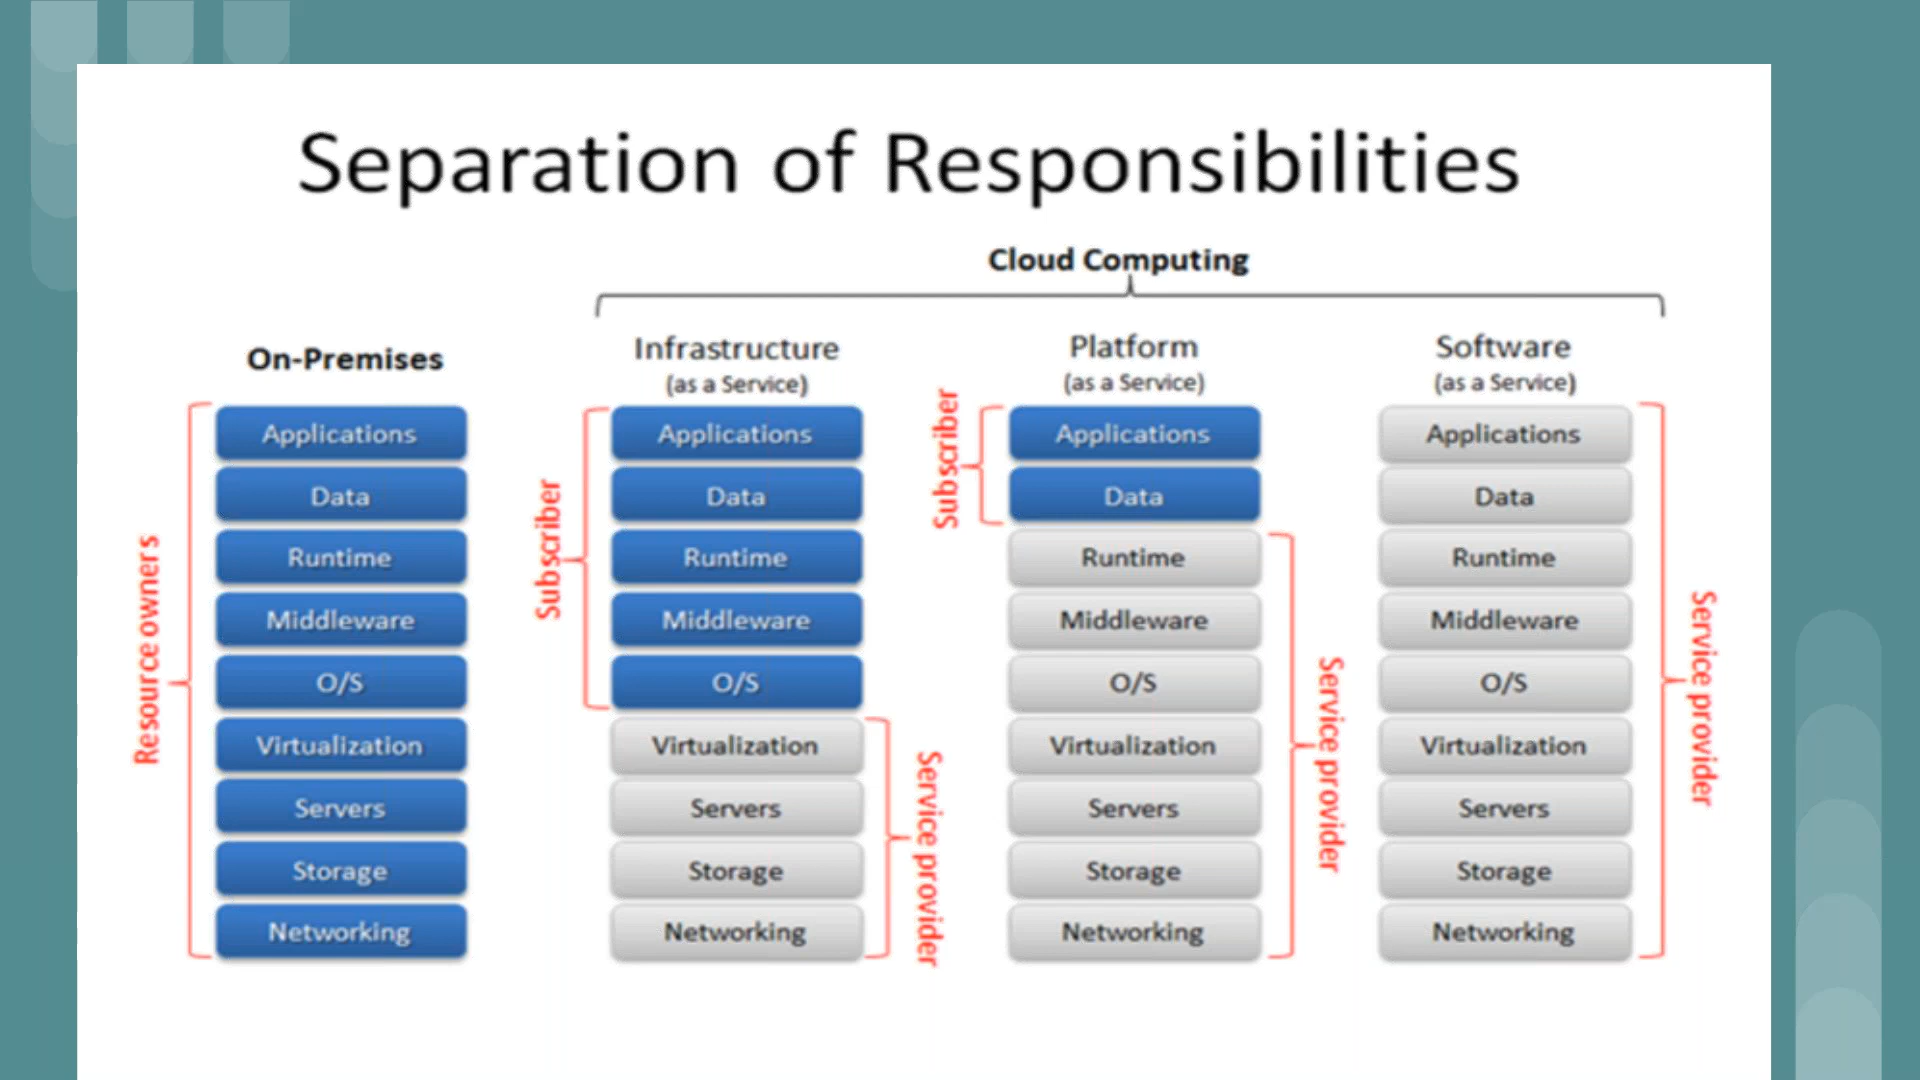 Separation of Responsibilities
Cloud Computing
On-Premises
Resource owners
Applications
Data
Runtime
Middleware
O/S
Virtualization
Servers
Storage
Networking
Infrastructure
(as a Service)
Subscriber
Applications
Data
Runtime
Middleware
O/S
Virtualization
Servers
Storage
Networking
Service provider
Platform
(as a Service)
Subscriber
Applications
Data
Runtime
Middleware
O/S
Virtualization
Servers
Storage
Networking
Service provider
Software
(as a Service)
Applications
Data
Runtime
Middleware
O/S
Virtualization
Servers
Storage
Networking
Service provider